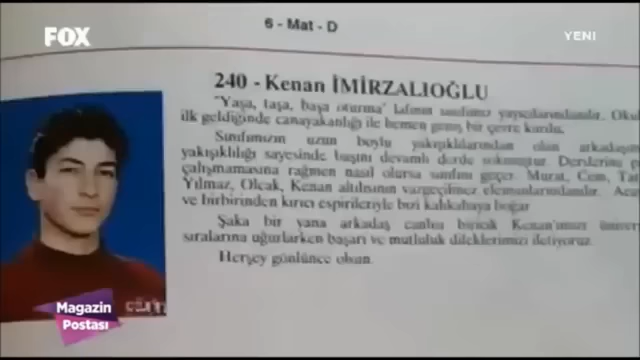 FOX
6 - Mat - D
YENİ
240 - Kenan İMİRZALIOĞLU
"Yaşa, taşa, başa oturma" lafının sınıfımız yayıcılarındandır. Okul
ilk geldiğinde canayakanlığı ile hemen geniş bir çevre kurdu.
Sınıfımızın uzun boylu yakışıklılarından olan arkadaşım
yakışıklılığı sayesinde başını devamlı derde sokmuştur. Derslerine
çalışmamasına rağmen nasıl olursa sınıfını geçer. Murat, Cem,
Yılmaz, Olcak, Kenan altılısının vazgeçilmez elemanlarındandır.
ve birbirinden kırıcı espirileriyle bizi kahkahaya boğar
Şaka bir yana arkadaş canlısı biricik Kenan'ımızı üniver
sıralarına uğurlarken başarı ve mutluluk dileklerimizi iletiyoruz.
Herşey gönlünce olsun.
Magazin
Postası